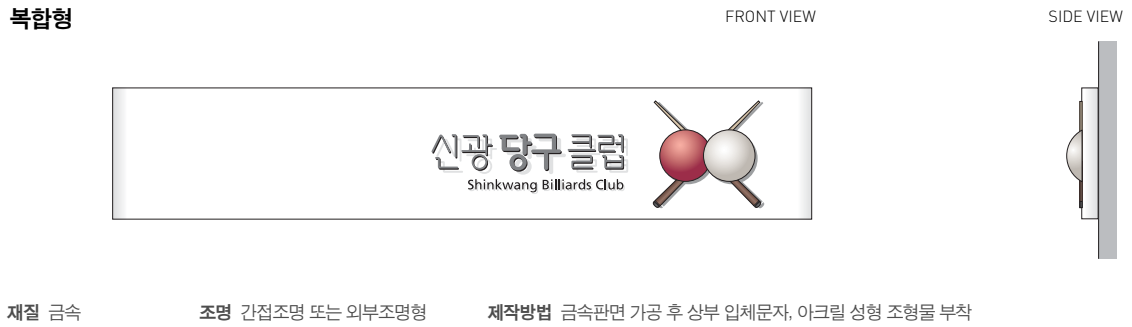 복합형
FRONT VIEW
SIDE VIEW
신광 당구 클럽
Shinkwang Billiards Club
재질 금속
조명 간접조명 또는 외부조명형
제작방법 금속판면 가공 후 상부 입체문자, 아크릴 성형 조형물 부착